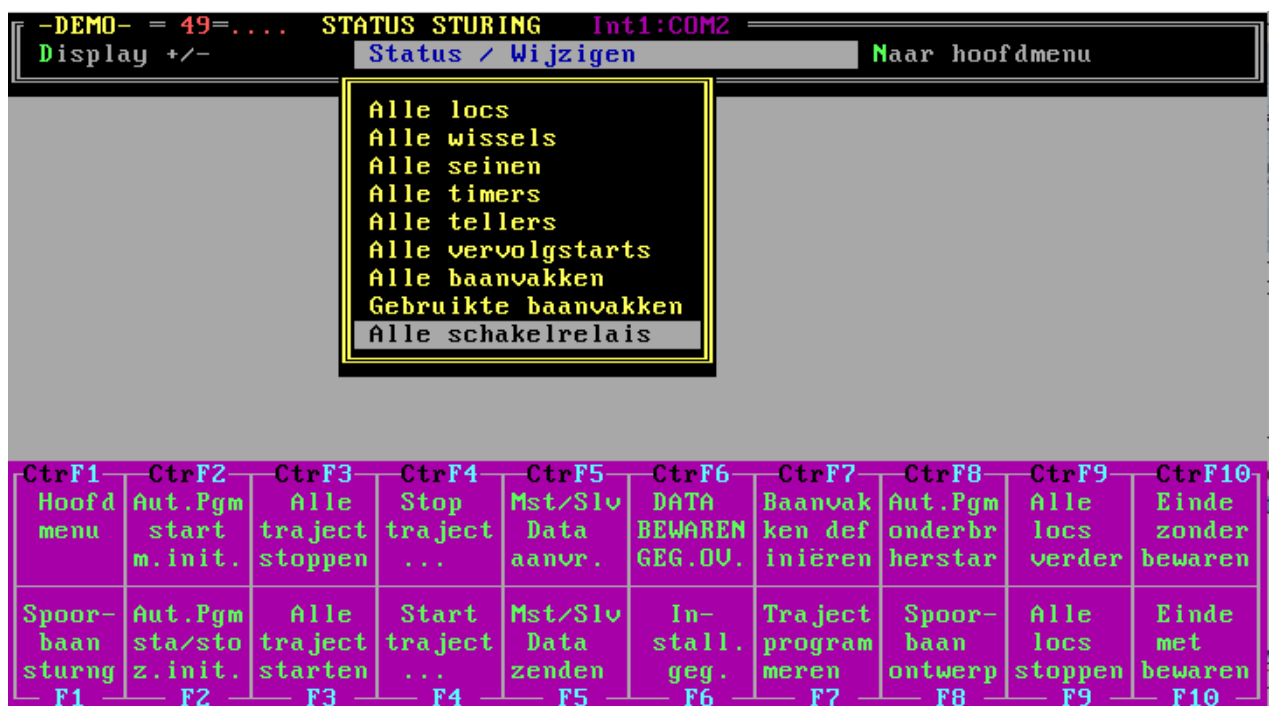 -DEMO- = 49=.... STATUS STURING Int1:COM2
Display +/- Status / Wijzigen Naar hoofdmenu
Alle locs
Alle wissels
Alle seinen
Alle timers
Alle tellers
Alle vervolgstarts
Alle baanvakken
Gebruikte baanvakken
Alle schakelrelais
CtrF1 CtrF2 CtrF3 CtrF4 CtrF5 CtrF6 CtrF7 CtrF8 CtrF9 CtrF10
Hoofd Aut.Pgm Alle Stop Mst/Slv DATA Baanvak Aut.Pgm Alle Einde
menu start traject traject Data BEWAREN ken def onderbr locs zonder
m.init. stoppen ... aanvr. GEG.OV. iniëren herstar verder bewaren
Spoor- Aut.Pgm Alle Start Mst/Slv In- Traject Spoor- Alle Einde
baan sta/sto traject traject Data stall. program baan locs met
sturng z.init. starten ... zenden geg. meren ontwerp stoppen bewaren
F1 F2 F3 F4 F5 F6 F7 F8 F9 F10